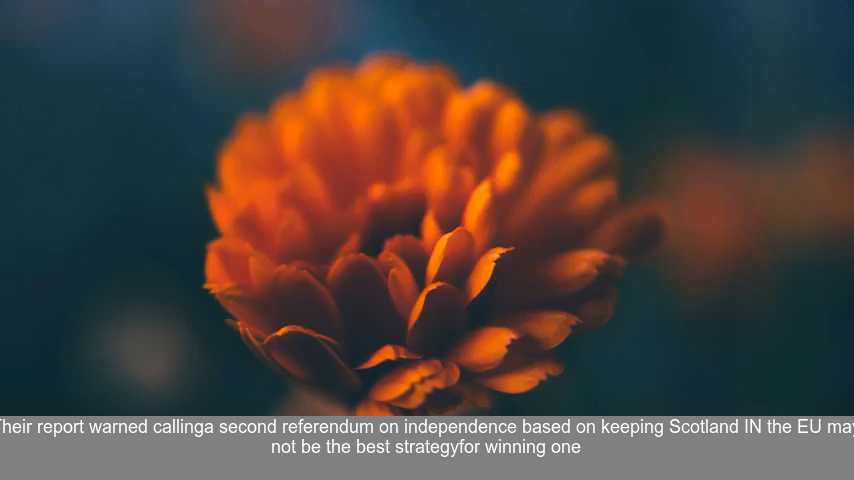 Their report warned callinga second referendum on independence based on keeping Scotland IN the EU may
not be the best strategyfor winning one